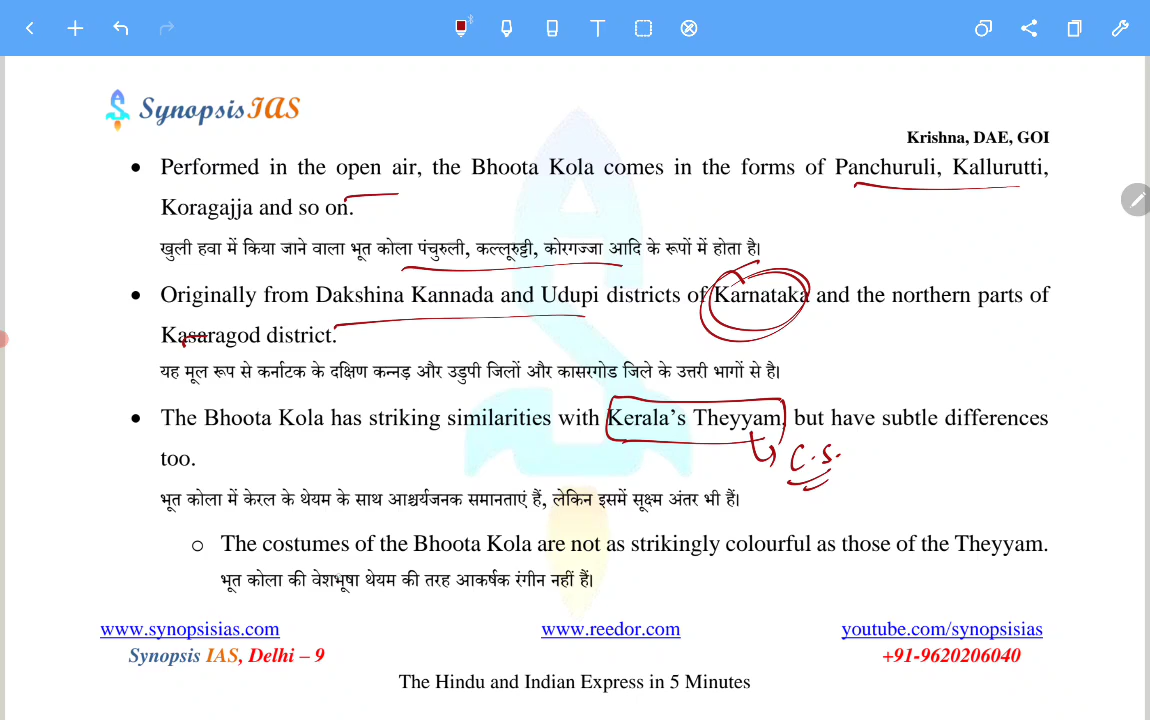 Synopsis IAS
Krishna, DAE, GOI
• Performed in the open air, the Bhoota Kola comes in the forms of Panchuruli, Kallurutti,
Koragajja and so on.
खुली हवा में किया जाने वाला भूत कोला पंचुरुली, कल्लूरुट्टी, कोरगज्जा आदि के रूपों में होता है।
• Originally from Dakshina Kannada and Udupi districts of Karnataka and the northern parts of
Kasaragod district.
यह मूल रूप से कर्नाटक के दक्षिण कन्नड़ और उडुपी जिलों और कासरगोड जिले के उत्तरी भागों से है।
• The Bhoota Kola has striking similarities with Kerala’s Theyyam, but have subtle differences
too.
C.S.
भूत कोला में केरल के थेयम के साथ आश्चर्यजनक समानताएं हैं, लेकिन इसमें सूक्ष्म अंतर भी हैं।
o The costumes of the Bhoota Kola are not as strikingly colourful as those of the Theyyam.
भूत कोला की वेशभूषा थेयम की तरह आकर्षक रंगीन नहीं हैं।
www.synopsisias.com www.reedor.com youtube.com/synopsisias
Synopsis IAS, Delhi – 9 +91-9620206040
The Hindu and Indian Express in 5 Minutes